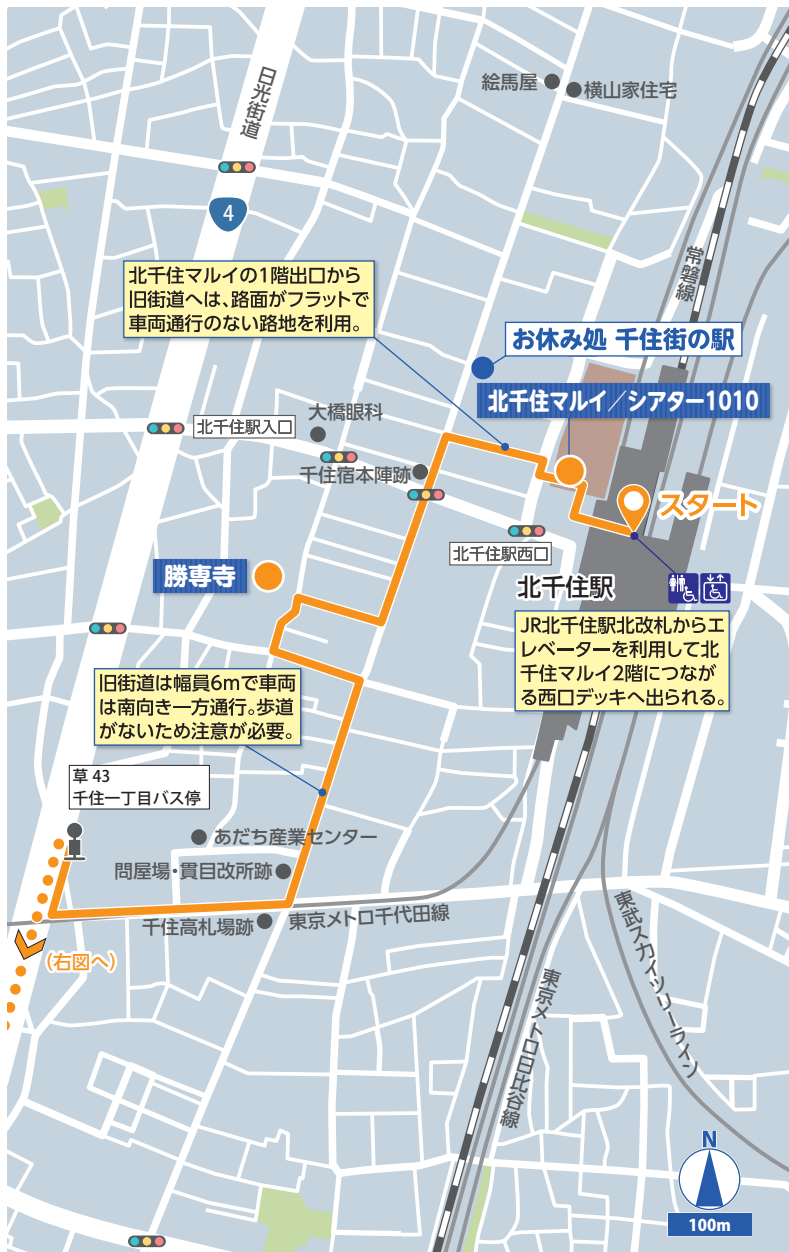 絵馬屋
横山家住宅
日光街道
4
常磐線
北千住マルイの1階出口から
旧街道へは、路面がフラットで
車両通行のない路地を利用。
お休み処 千住街の駅
北千住マルイ／シアター1010
大橋眼科
北千住駅入口
千住宿本陣跡
スタート
北千住駅西口
勝専寺
北千住駅
JR北千住駅北改札からエ
レベーターを利用して北
千住マルイ2階につなが
る西口デッキへ出られる。
旧街道は幅員6mで車両
は南向き一方通行。歩道
がないため注意が必要。
草 43
千住一丁目バス停
あだち産業センター
問屋場・貫目改所跡
千住高札場跡
東京メトロ千代田線
(右図へ)
東武スカイツリーライン
東京メトロ日比谷線
N
100m